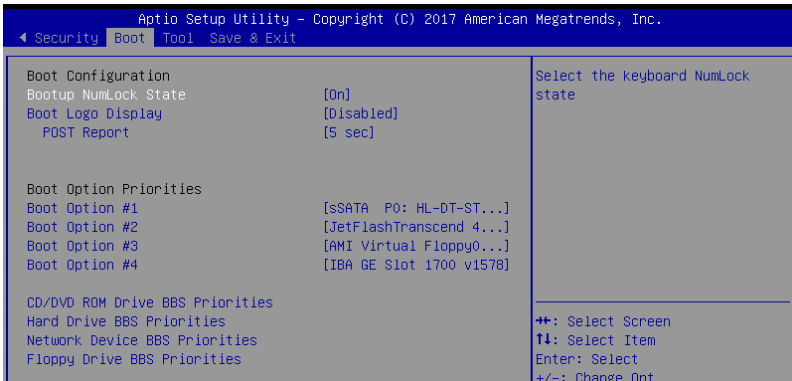 Aptio Setup Utility – Copyright (C) 2017 American Megatrends, Inc.
Security Boot Tool Save & Exit
Boot Configuration
Bootup NumLock State [On]
Boot Logo Display [Disabled]
POST Report [5 sec]
Boot Option Priorities
Boot Option #1 [sSATA P0: HL-DT-ST...]
Boot Option #2 [JetFlashTranscend 4...]
Boot Option #3 [AMI Virtual Floppy0...]
Boot Option #4 [IBA GE Slot 1700 v1578]
CD/DVD ROM Drive BBS Priorities
Hard Drive BBS Priorities
Network Device BBS Priorities
Floppy Drive BBS Priorities
Select the keyboard NumLock
state
→←: Select Screen
↑↓: Select Item
Enter: Select
+/-: Change Opt